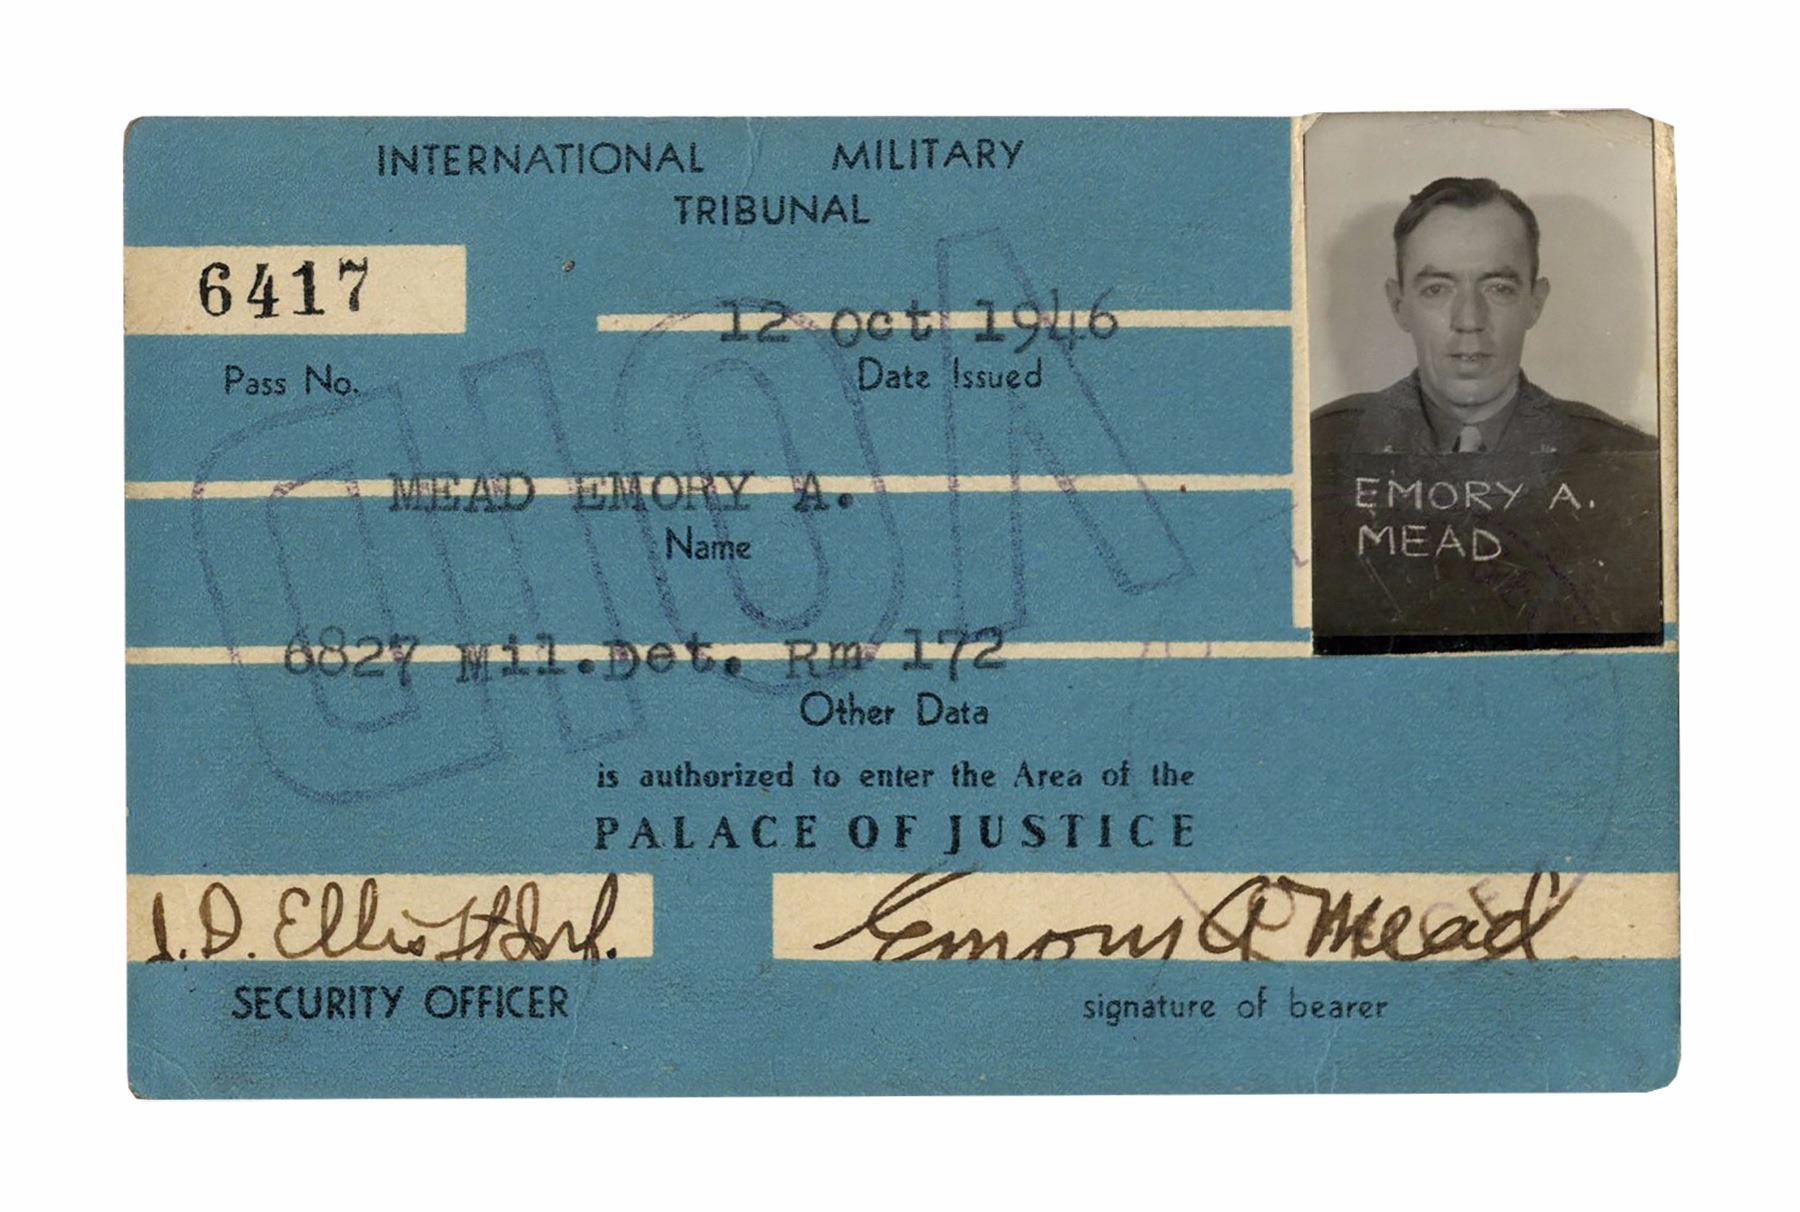 INTERNATIONAL MILITARY
TRIBUNAL
6417
Pass No.
12 Oct 1946
Date Issued
MEAD EMORY A.
Name
6827 Mil.Det. Rm 172
Other Data
is authorized to enter the Area of the
PALACE OF JUSTICE
J. D. Elliott
SECURITY OFFICER
Emory A Mead
signature of bearer
EMORY A.
MEAD
VOID